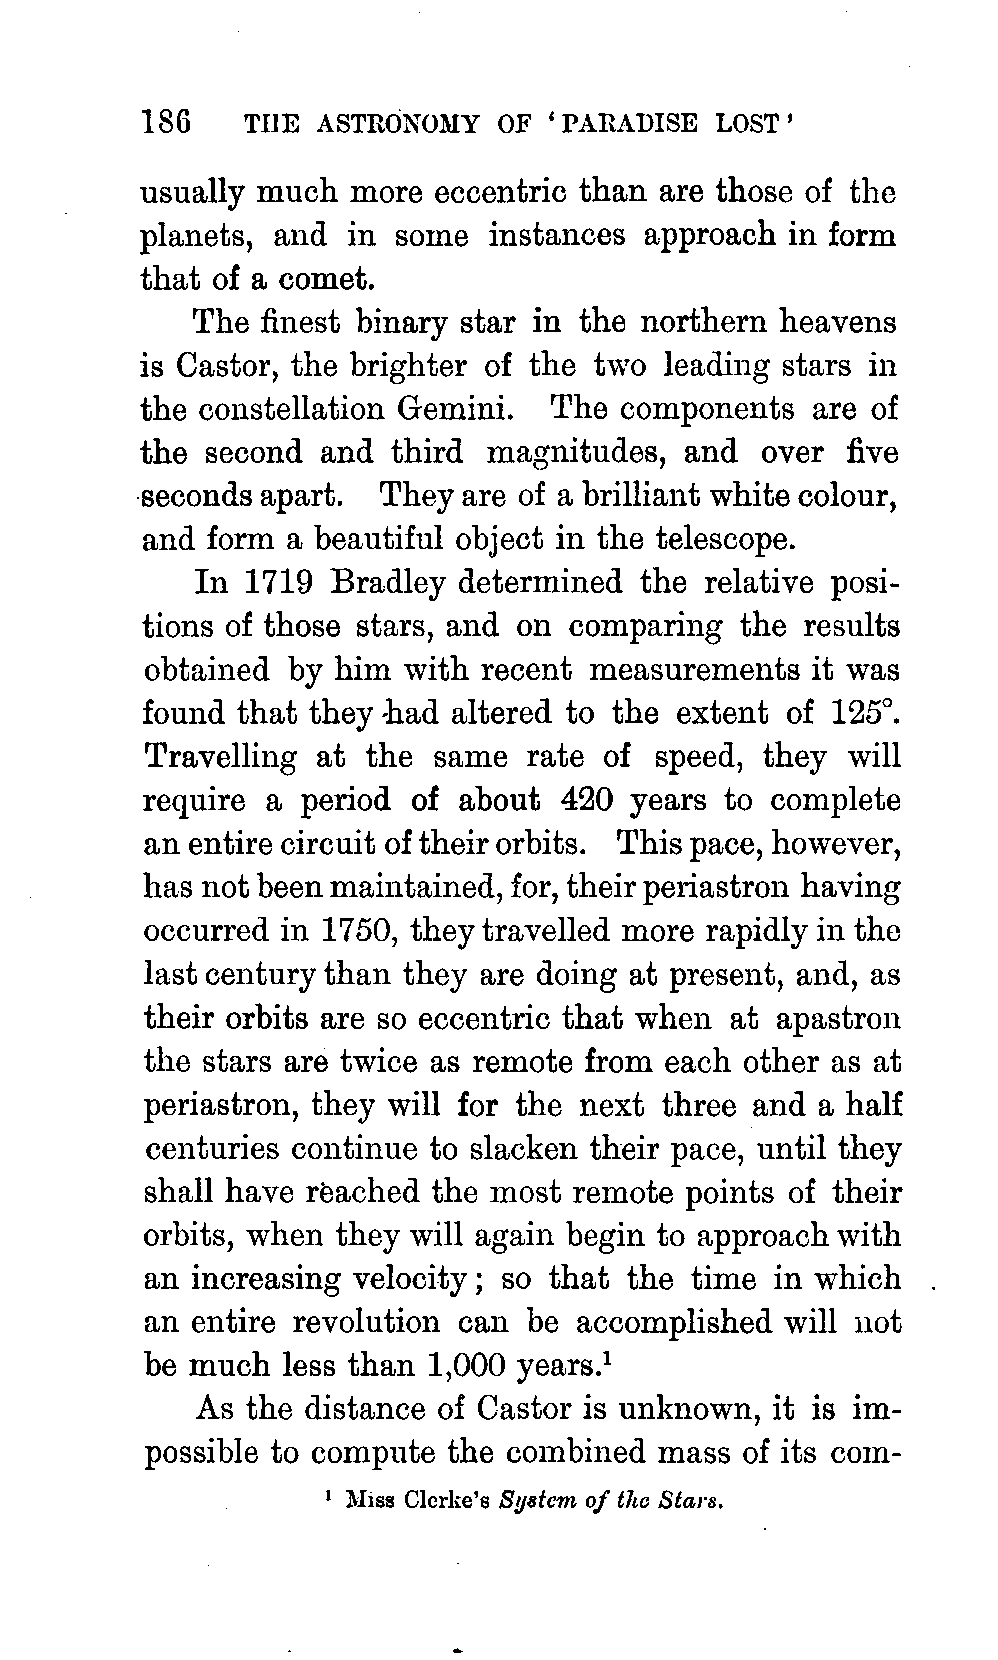 186 THE ASTRONOMY OF ‘PARADISE LOST’
usually much more eccentric than are those of the
planets, and in some instances approach in form
that of a comet.
The finest binary star in the northern heavens
is Castor, the brighter of the two leading stars in
the constellation Gemini. The components are of
the second and third magnitudes, and over five
seconds apart. They are of a brilliant white colour,
and form a beautiful object in the telescope.
In 1719 Bradley determined the relative posi-
tions of those stars, and on comparing the results
obtained by him with recent measurements it was
found that they had altered to the extent of 125°.
Travelling at the same rate of speed, they will
require a period of about 420 years to complete
an entire circuit of their orbits. This pace, however,
has not been maintained, for, their periastron having
occurred in 1750, they travelled more rapidly in the
last century than they are doing at present, and, as
their orbits are so eccentric that when at apastron
the stars are twice as remote from each other as at
periastron, they will for the next three and a half
centuries continue to slacken their pace, until they
shall have reached the most remote points of their
orbits, when they will again begin to approach with
an increasing velocity; so that the time in which
an entire revolution can be accomplished will not
be much less than 1,000 years.¹
As the distance of Castor is unknown, it is im-
possible to compute the combined mass of its com-
¹ Miss Clerke's System of the Stars.